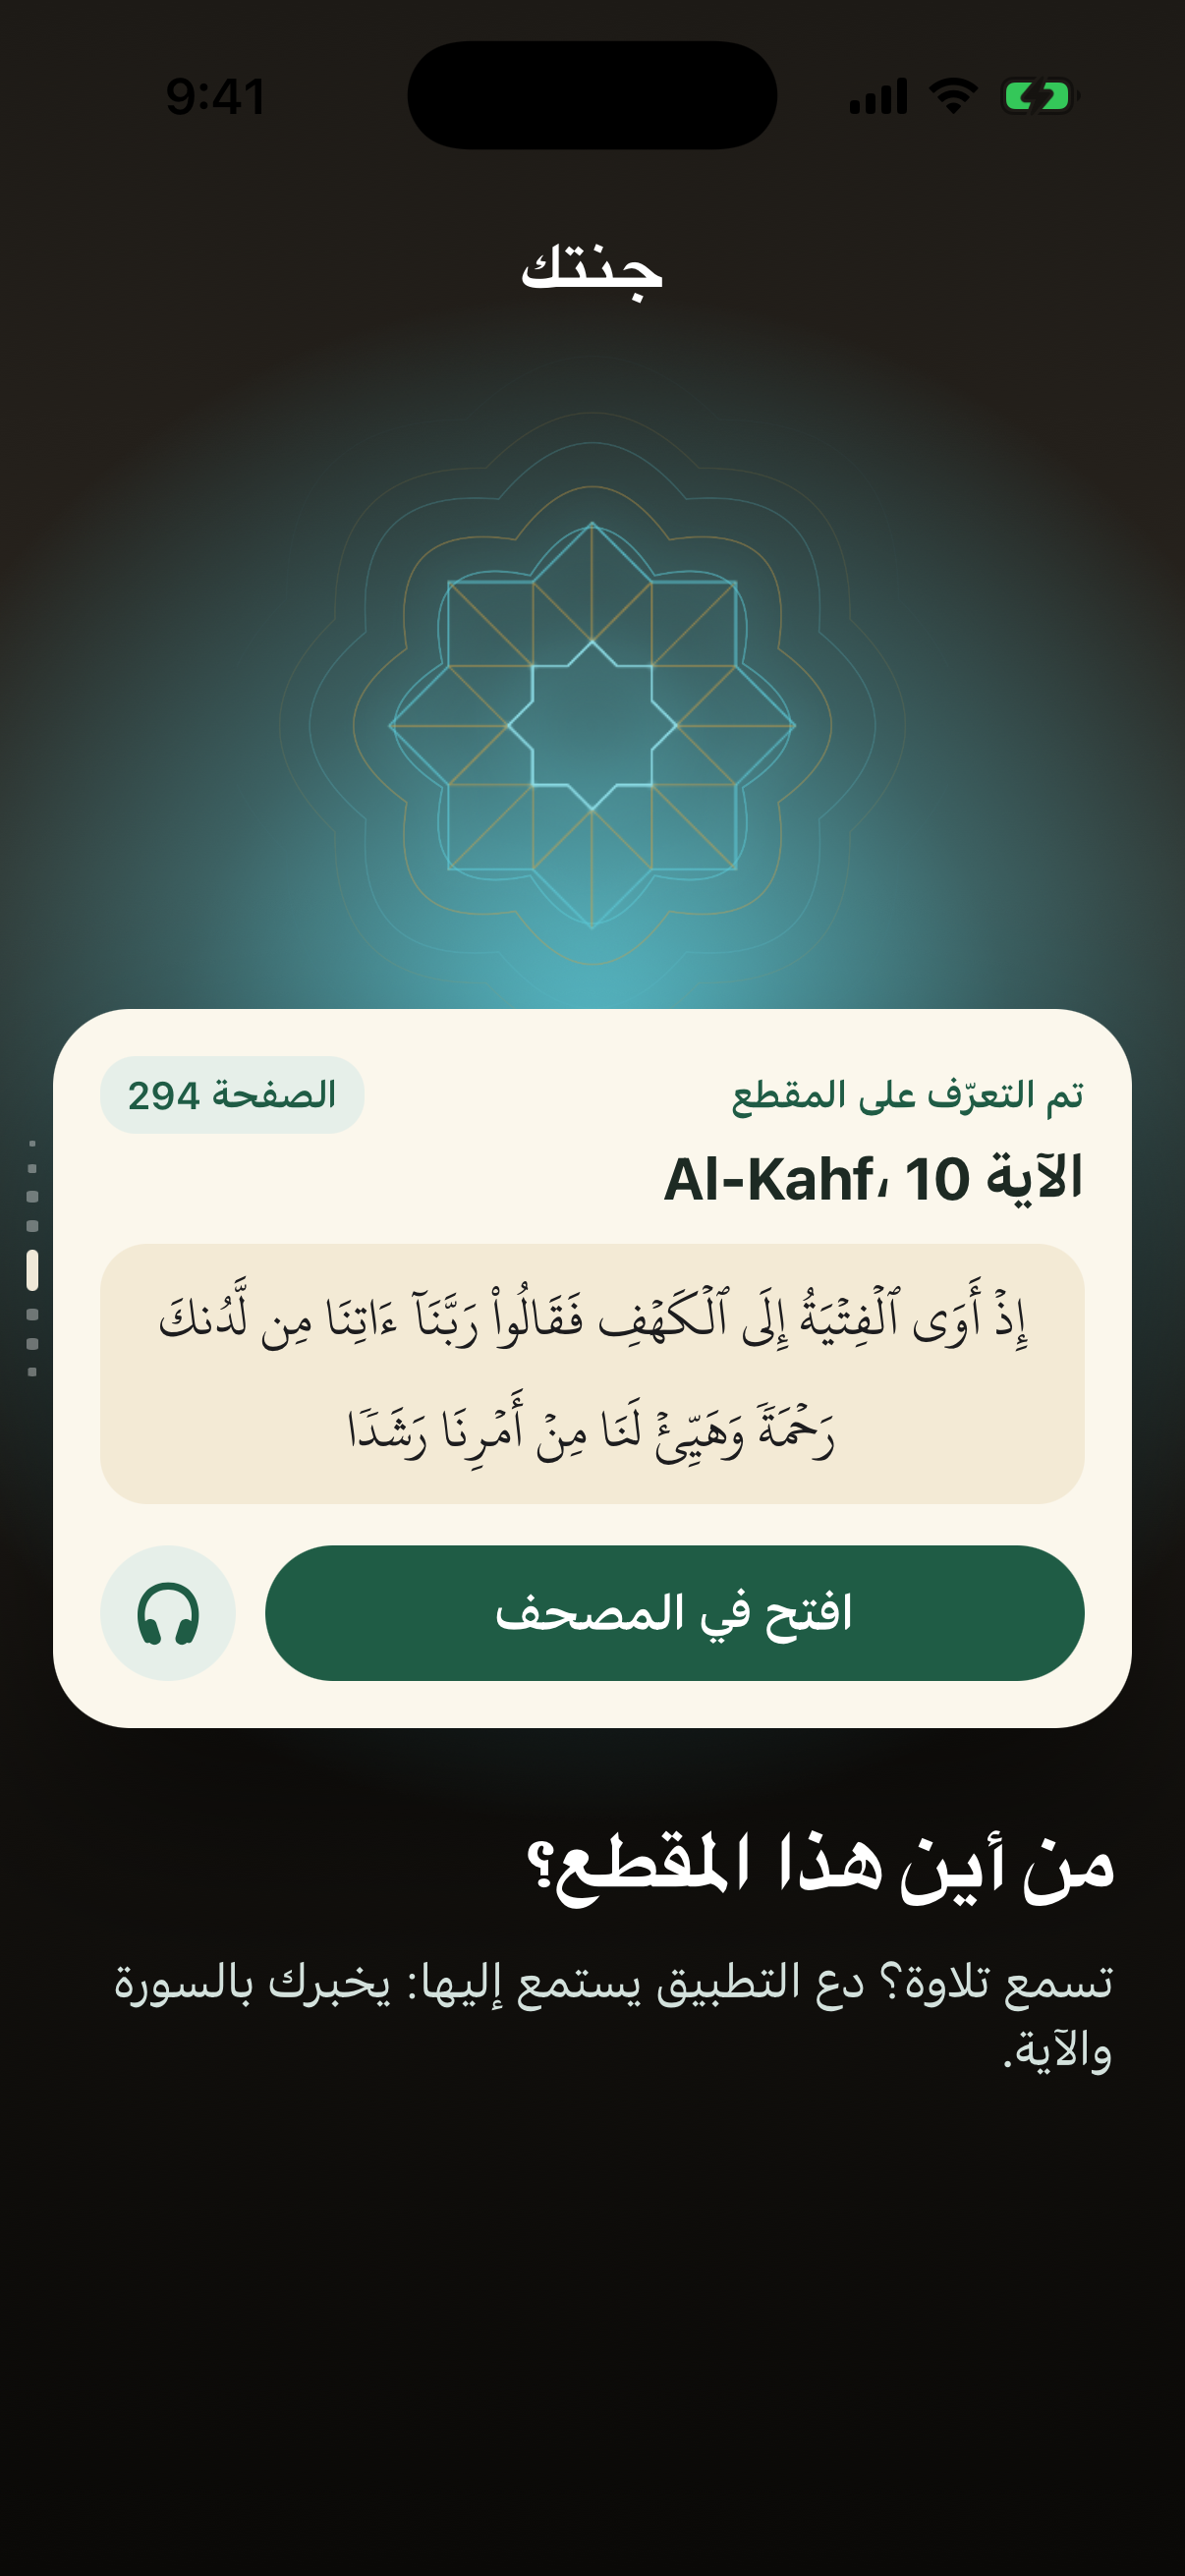 9:41
جنتك
تم التعرّف على المقطع
الصفحة 294
Al-Kahf، الآية 10
إِذۡ أَوَى ٱلۡفِتۡيَةُ إِلَى ٱلۡكَهۡفِ فَقَالُواْ رَبَّنَآ ءَاتِنَا مِن لَّدُنكَ
رَحۡمَةٗ وَهَيِّئۡ لَنَا مِنۡ أَمۡرِنَا رَشَدٗا
افتح في المصحف
من أين هذا المقطع؟
تسمع تلاوة؟ دع التطبيق يستمع إليها: يخبرك بالسورة
والآية.